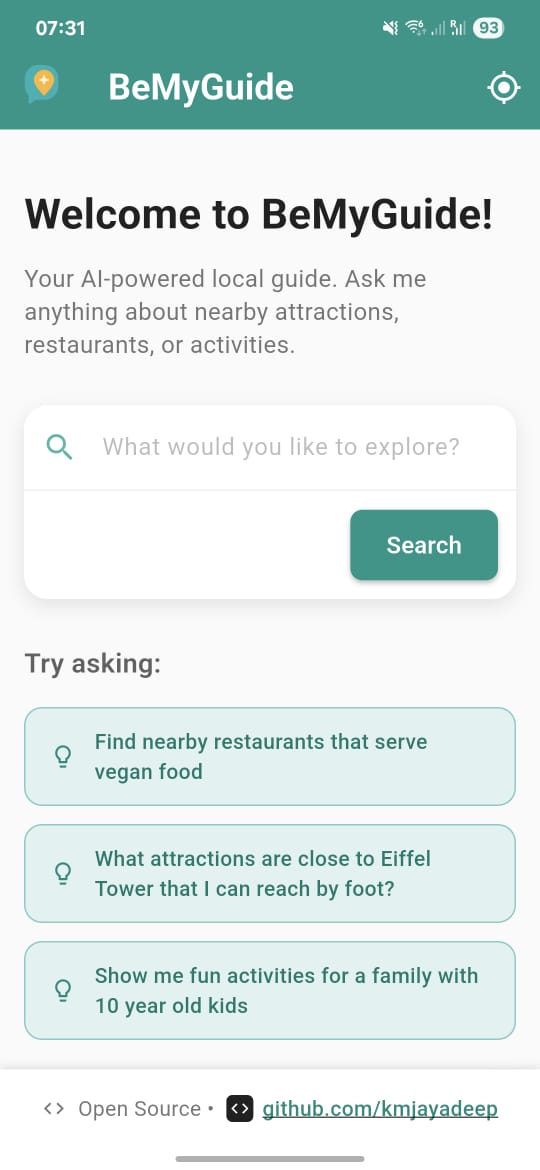 07:31
R
93
BeMyGuide
Welcome to BeMyGuide!
Your AI-powered local guide. Ask me
anything about nearby attractions,
restaurants, or activities.
What would you like to explore?
Search
Try asking:
Find nearby restaurants that serve
vegan food
What attractions are close to Eiffel
Tower that I can reach by foot?
Show me fun activities for a family with
10 year old kids
Open Source • github.com/kmjayadeep